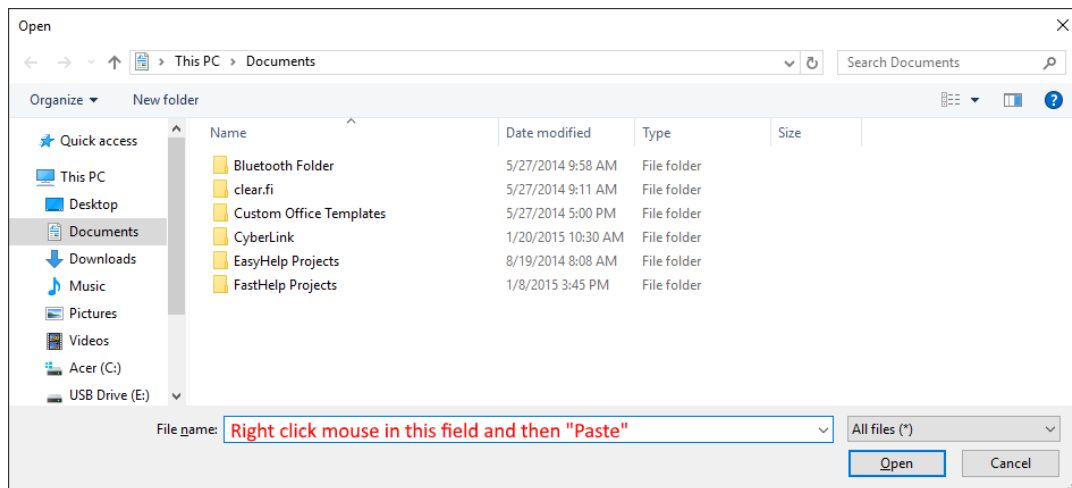 Open
This PC > Documents
Search Documents
Organize
New folder
Quick access
This PC
Desktop
Documents
Downloads
Music
Pictures
Videos
Acer (C:)
USB Drive (E:)
Name Date modified Type Size
Bluetooth Folder 5/27/2014 9:58 AM File folder
clear.fi 5/27/2014 9:11 AM File folder
Custom Office Templates 5/27/2014 5:00 PM File folder
CyberLink 1/20/2015 10:30 AM File folder
EasyHelp Projects 8/19/2014 8:08 AM File folder
FastHelp Projects 1/8/2015 3:45 PM File folder
File name: Right click mouse in this field and then "Paste"
All files (*)
Open Cancel